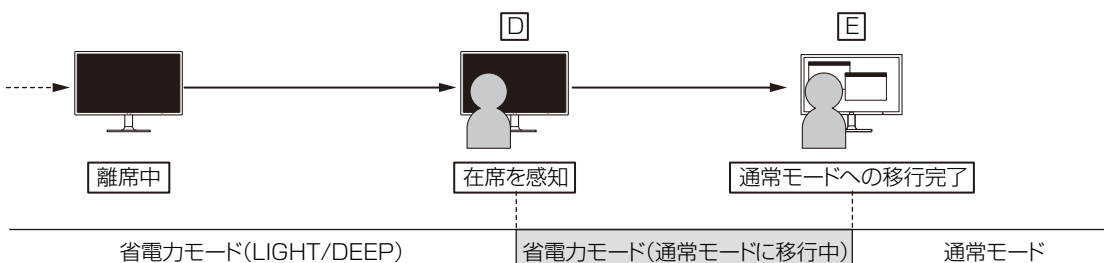 D
E
離席中
在席を感知
通常モードへの移行完了
省電力モード(LIGHT/DEEP)
省電力モード(通常モードに移行中)
通常モード